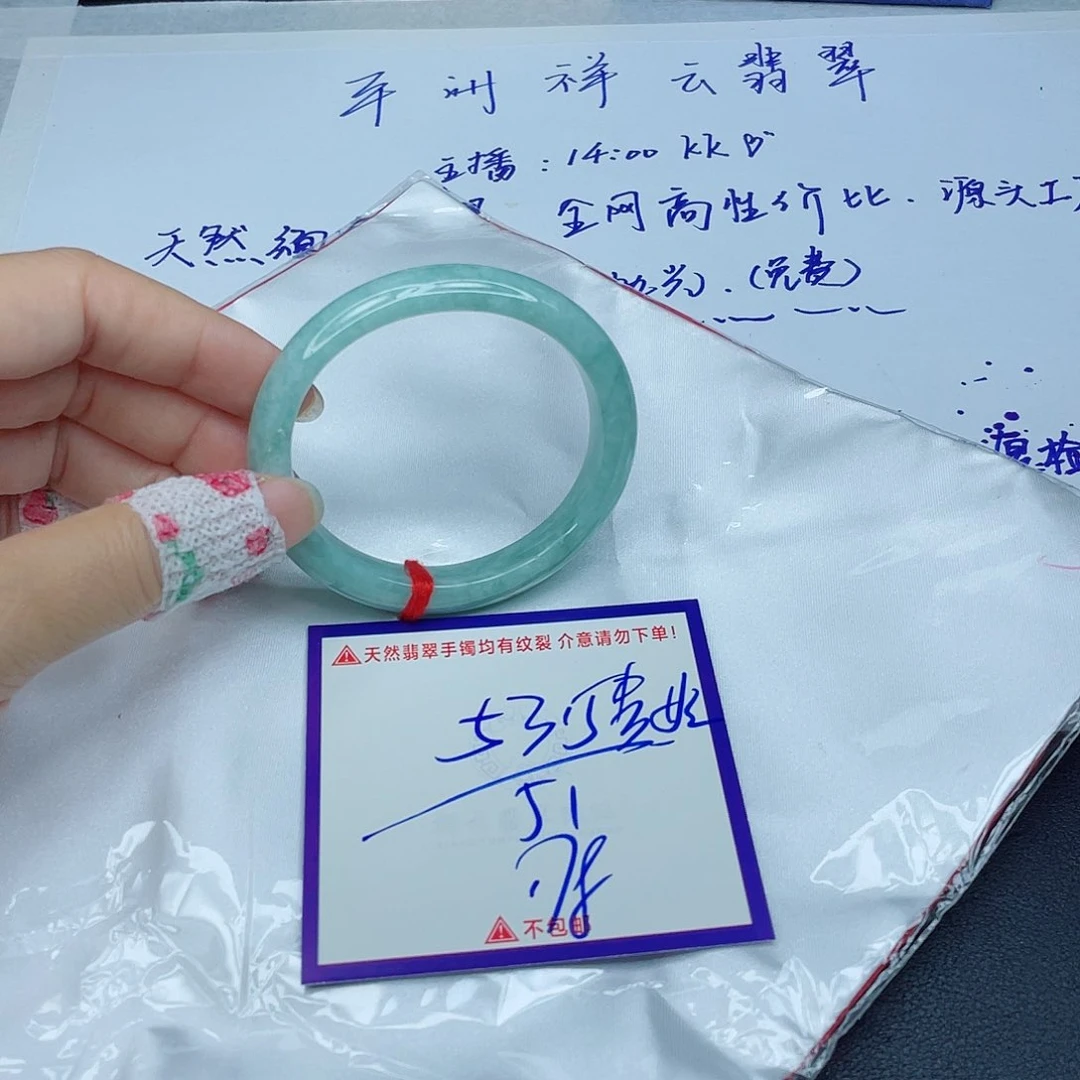 平洲祥云翡翠
主播：14:00 kk
全网高性价比．源头工
天然
（免费）
天然翡翠手镯均有纹裂 介意请勿下单！
贵妃
51
不包邮